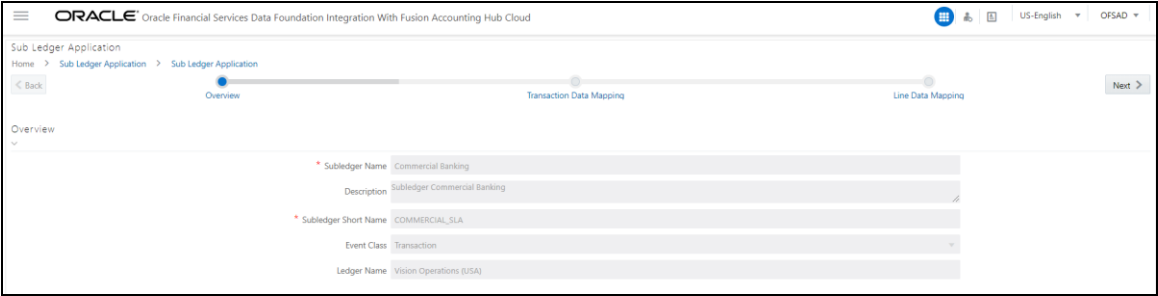 ORACLE® Oracle Financial Services Data Foundation Integration With Fusion Accounting Hub Cloud US-English OFSAD
Sub Ledger Application
Home > Sub Ledger Application > Sub Ledger Application
< Back Next >
Overview Transaction Data Mapping Line Data Mapping
Overview
* Subledger Name Commercial Banking
Description Subledger Commercial Banking
* Subledger Short Name COMMERCIAL_SLA
Event Class Transaction
Ledger Name Vision Operations (USA)